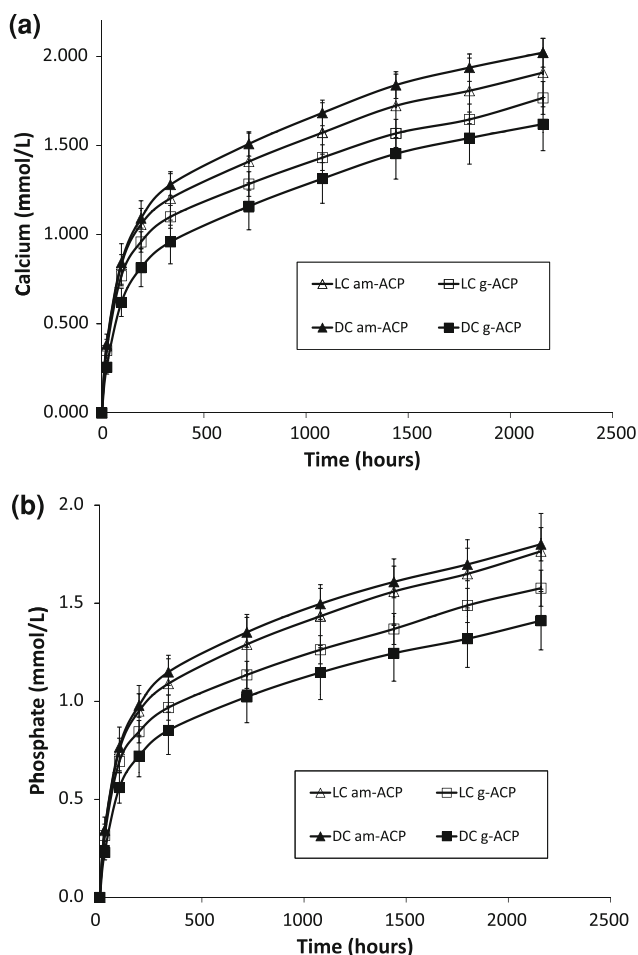 (a)
2.000
1.500
1.000
0.500
0.000
Calcium (mmol/L)
LC am-ACP LC g-ACP
DC am-ACP DC g-ACP
0 500 1000 1500 2000 2500
Time (hours)
(b)
2.0
1.5
1.0
0.5
0.0
Phosphate (mmol/L)
LC am-ACP LC g-ACP
DC am-ACP DC g-ACP
0 500 1000 1500 2000 2500
Time (hours)